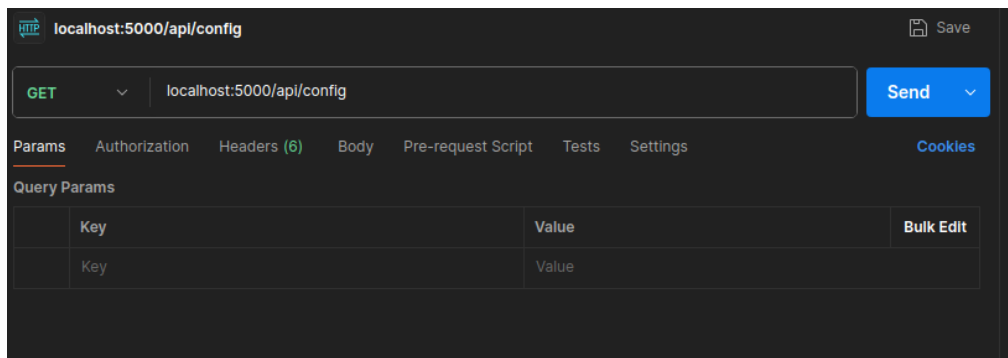 HTTP localhost:5000/api/config Save
GET localhost:5000/api/config Send
Params Authorization Headers (6) Body Pre-request Script Tests Settings Cookies
Query Params
Key Value Bulk Edit
Key Value